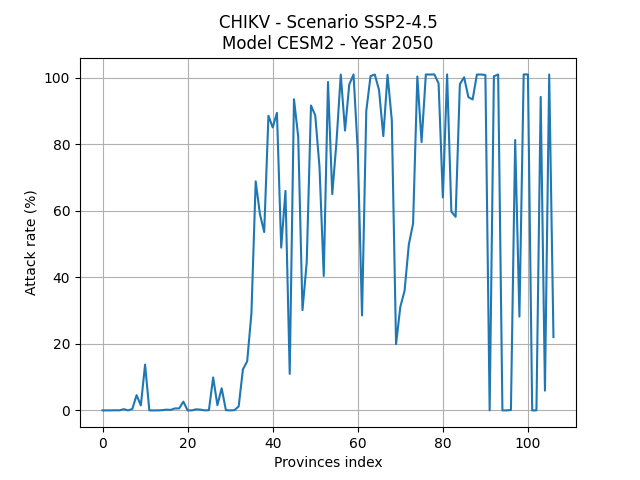 CHIKV - Scenario SSP2-4.5
Model CESM2 - Year 2050
Attack rate (%)
100
80
60
40
20
0
0 20 40 60 80 100
Provinces index